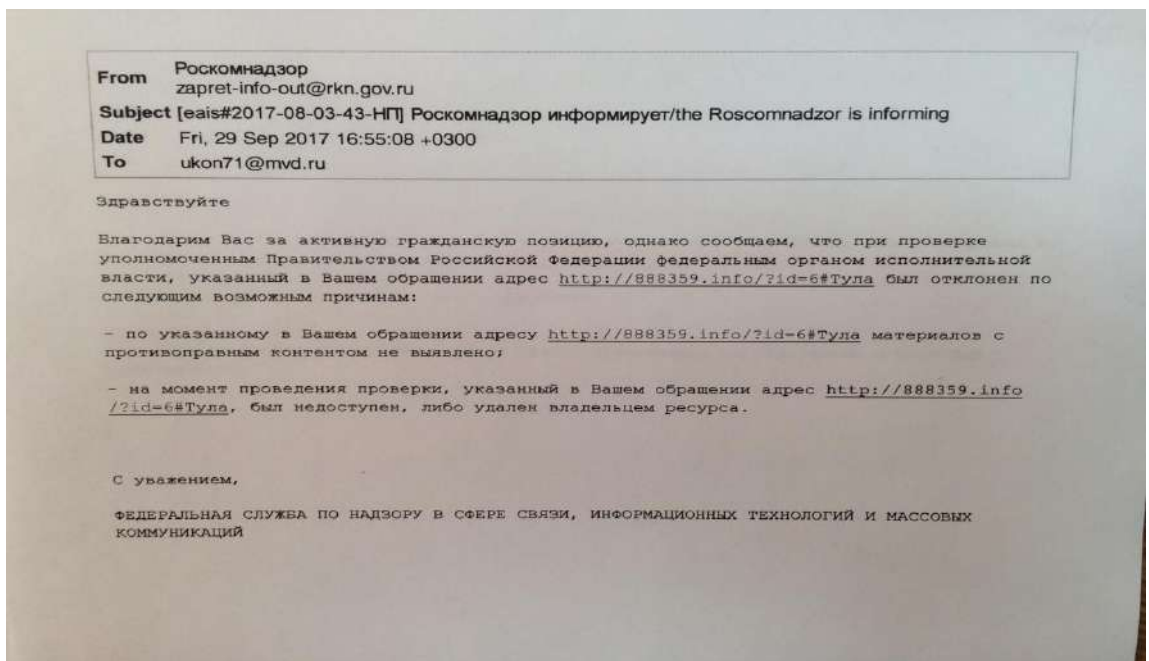 From Роскомнадзор
zapret-info-out@rkn.gov.ru
Subject [eais#2017-08-03-43-НП] Роскомнадзор информирует/the Roscomnadzor is informing
Date Fri, 29 Sep 2017 16:55:08 +0300
To ukon71@mvd.ru
Здравствуйте
Благодарим Вас за активную гражданскую позицию, однако сообщаем, что при проверке
уполномоченным Правительством Российской Федерации федеральным органом исполнительной
власти, указанный в Вашем обращении адрес http://888359.info/?id=6#Тула был отклонен по
следующим возможным причинам:
- по указанному в Вашем обращении адресу http://888359.info/?id=6#Тула материалов с
противоправным контентом не выявлено;
- на момент проведения проверки, указанный в Вашем обращении адрес http://888359.info
/?id=6#Тула, был недоступен, либо удален владельцем ресурса.
С уважением,
ФЕДЕРАЛЬНАЯ СЛУЖБА ПО НАДЗОРУ В СФЕРЕ СВЯЗИ, ИНФОРМАЦИОННЫХ ТЕХНОЛОГИЙ И МАССОВЫХ
КОММУНИКАЦИЙ